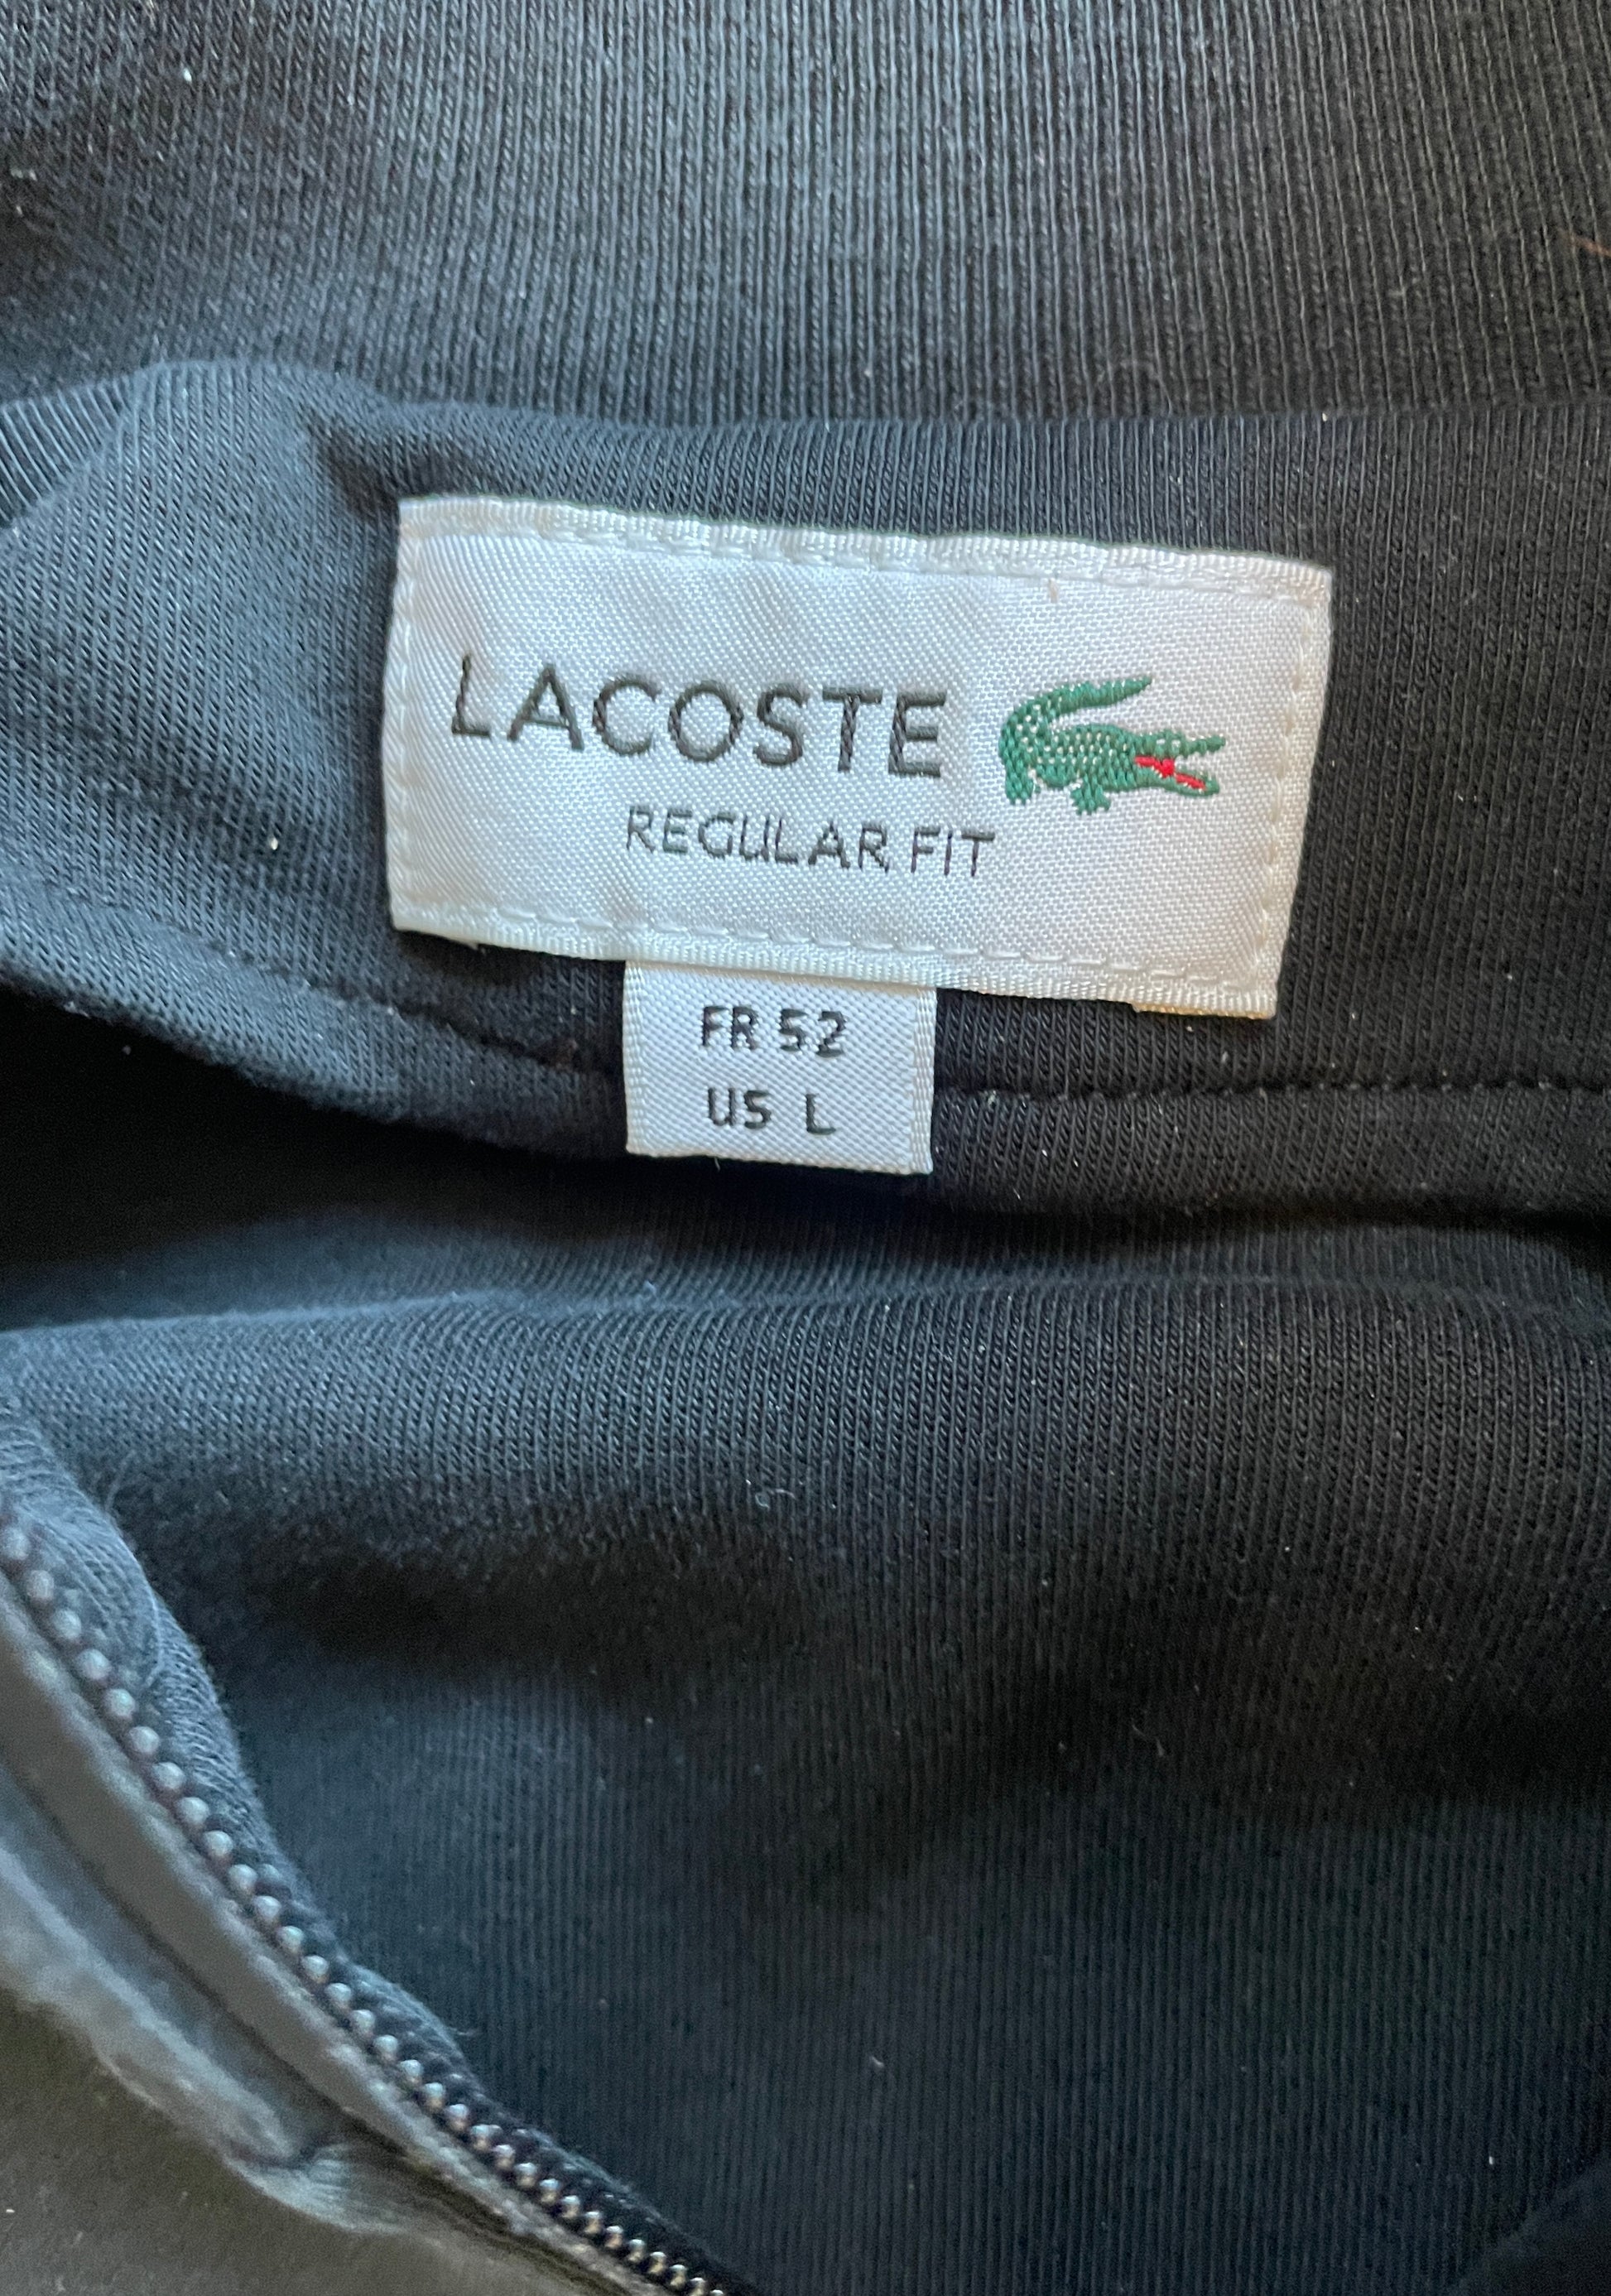 LACOSTE
REGULAR FIT
FR 52
US L